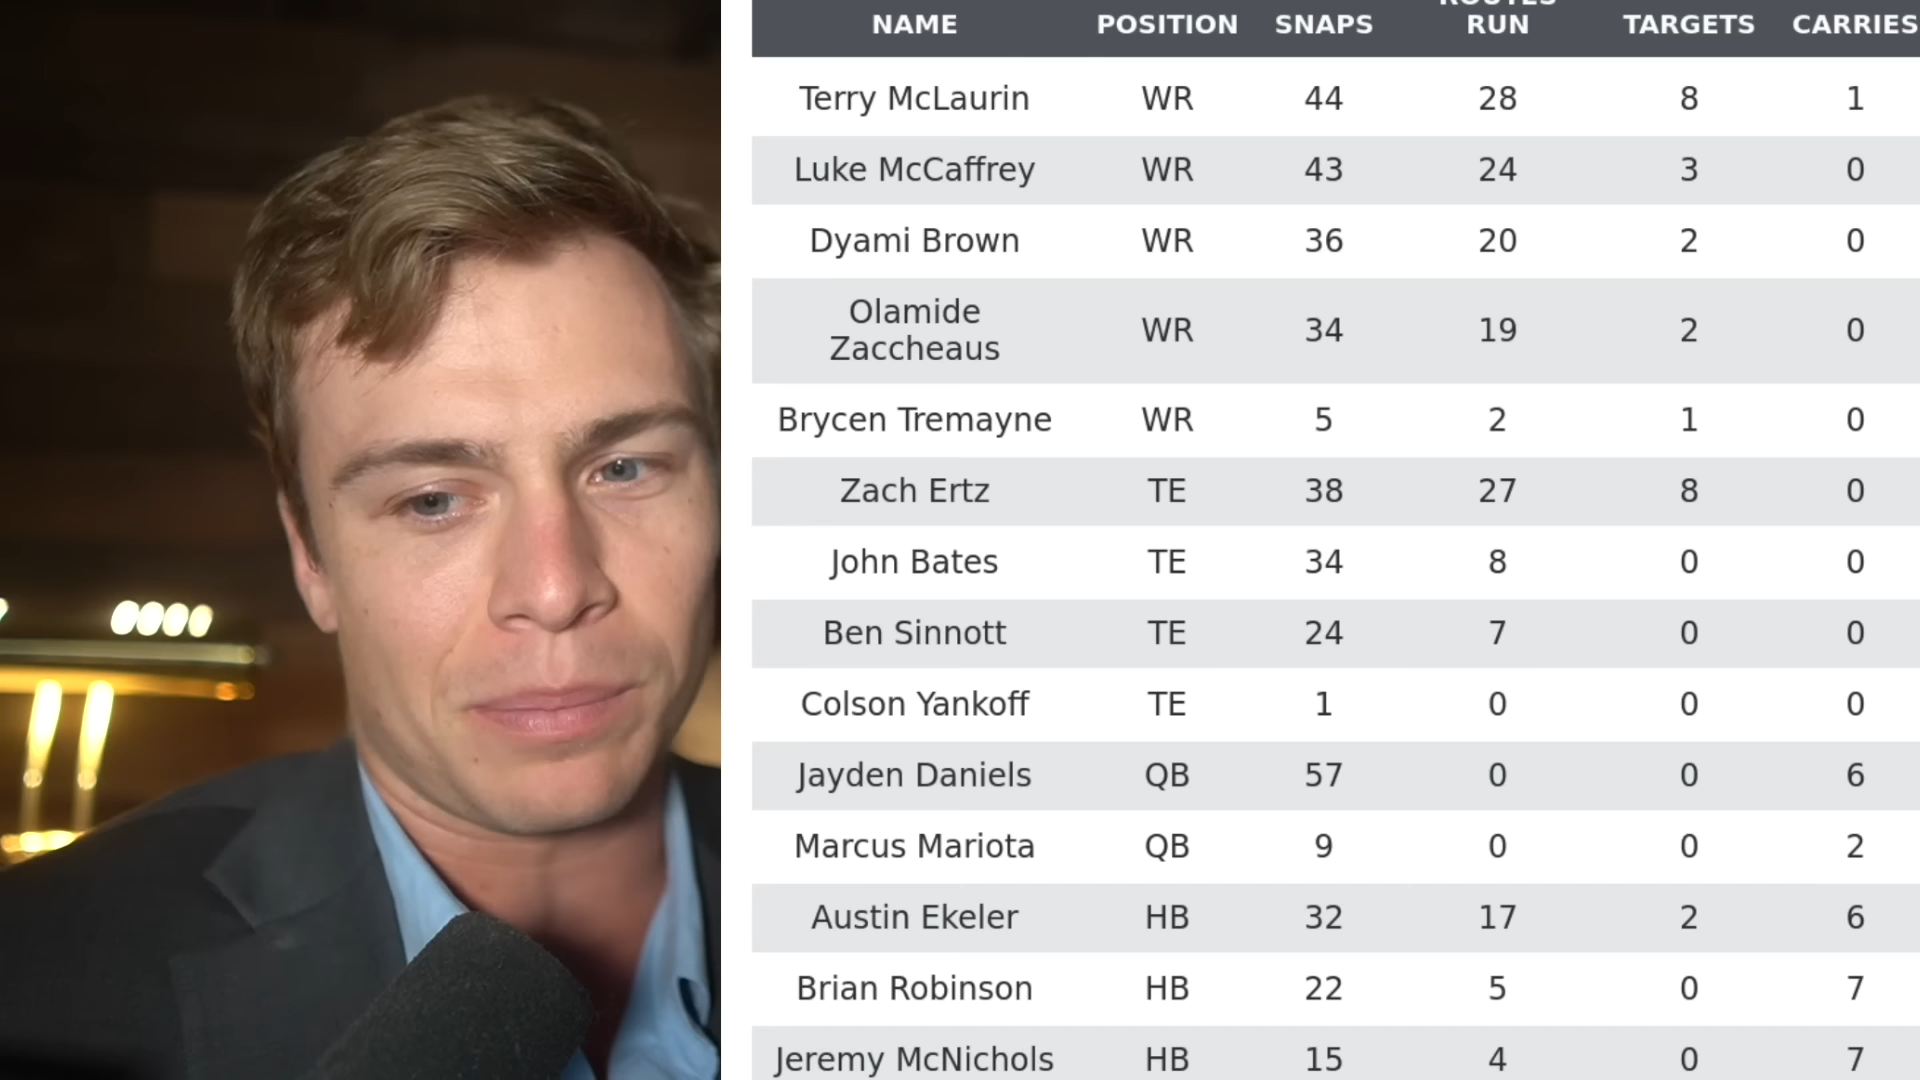 ROUTES
NAME POSITION SNAPS RUN TARGETS CARRIES
Terry McLaurin WR 44 28 8 1
Luke McCaffrey WR 43 24 3 0
Dyami Brown WR 36 20 2 0
Olamide
Zaccheaus WR 34 19 2 0
Brycen Tremayne WR 5 2 1 0
Zach Ertz TE 38 27 8 0
John Bates TE 34 8 0 0
Ben Sinnott TE 24 7 0 0
Colson Yankoff TE 1 0 0 0
Jayden Daniels QB 57 0 0 6
Marcus Mariota QB 9 0 0 2
Austin Ekeler HB 32 17 2 6
Brian Robinson HB 22 5 0 7
Jeremy McNichols HB 15 4 0 7